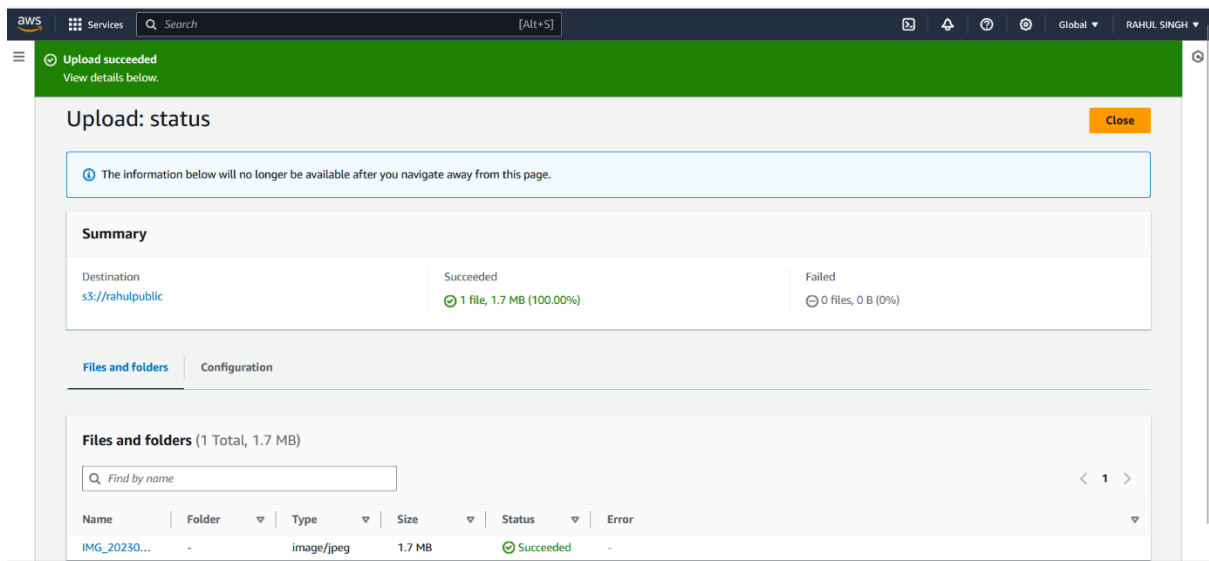 aws Services Search [Alt+S] Global RAHUL SINGH
Upload succeeded
View details below.
Upload: status Close
The information below will no longer be available after you navigate away from this page.
Summary
Destination Succeeded Failed
s3://rahulpublic 1 file, 1.7 MB (100.00%) 0 files, 0 B (0%)
Files and folders Configuration
Files and folders (1 Total, 1.7 MB)
Find by name 1
Name Folder Type Size Status Error
IMG_20230... - image/jpeg 1.7 MB Succeeded -